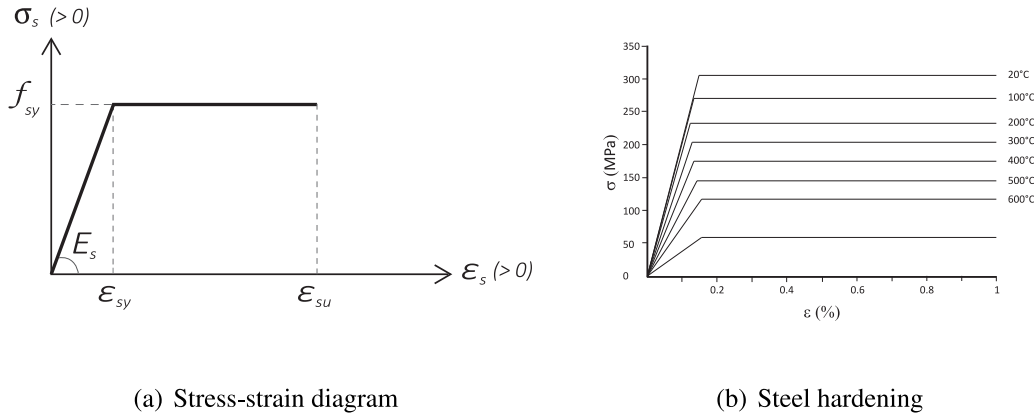 σs (> 0)
fsy
Es
εsy
εsu
εs (> 0)
350
300
250
200
150
100
50
0
σ (MPa)
20°C
100°C
200°C
300°C
400°C
500°C
600°C
0.2
0.4
0.6
0.8
1
ε (%)
(a) Stress-strain diagram
(b) Steel hardening